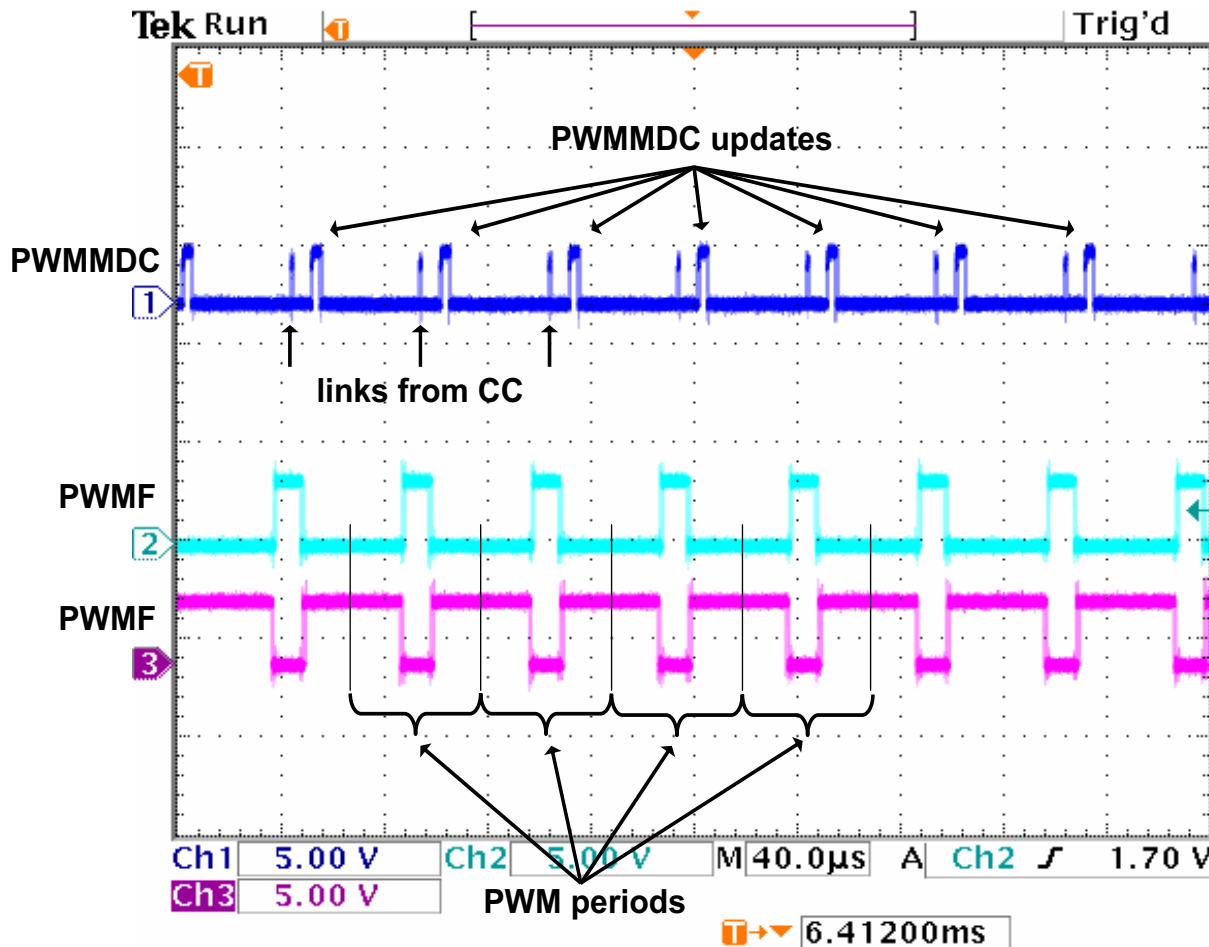 Tek Run
T
Trig'd
T
PWMMDC updates
PWMMDC
1
links from CC
PWMF
2
PWMF
3
Ch1 5.00 V Ch2 5.00 V M 40.0µs A Ch2 1.70 V
Ch3 5.00 V
PWM periods
T 6.41200ms